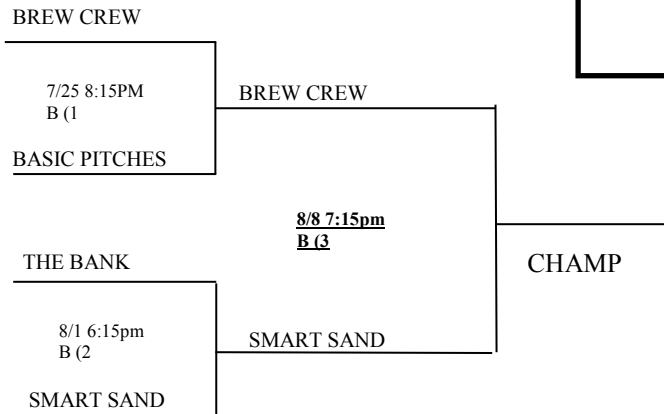 BREW CREW
7/25 8:15PM
B (1
BREW CREW
BASIC PITCHES
8/8 7:15pm
B (3
THE BANK
CHAMP
8/1 6:15pm
B (2
SMART SAND
SMART SAND